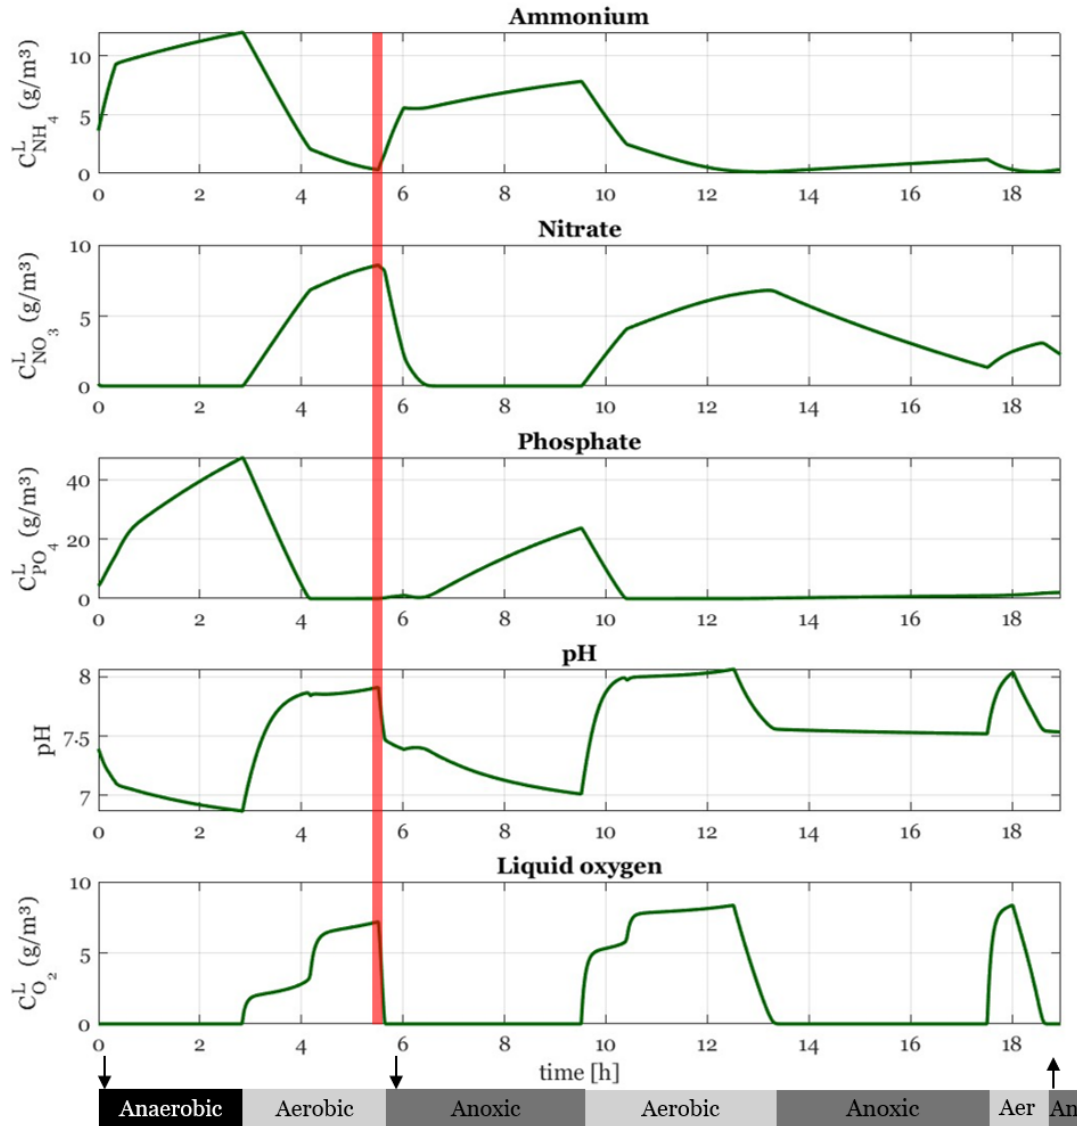 Ammonium
C^L_NH_4 (g/m³)
10
5
0
0 2 4 6 8 10 12 14 16 18
Nitrate
C^L_NO_3 (g/m³)
10
5
0
0 2 4 6 8 10 12 14 16 18
Phosphate
C^L_PO_4 (g/m³)
40
20
0
0 2 4 6 8 10 12 14 16 18
pH
pH
8
7.5
7
0 2 4 6 8 10 12 14 16 18
Liquid oxygen
C^L_O_2 (g/m³)
10
5
0
0 2 4 6 8 10 12 14 16 18
time [h]
Anaerobic Aerobic Anoxic Aerobic Anoxic Aer An